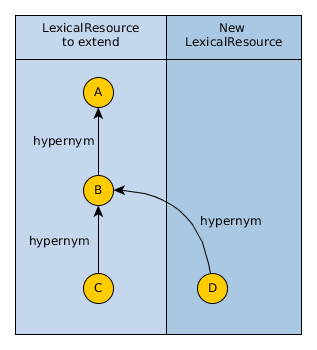 LexicalResource
to extend
New
LexicalResource
A
hypernym
B
hypernym
hypernym
C
D